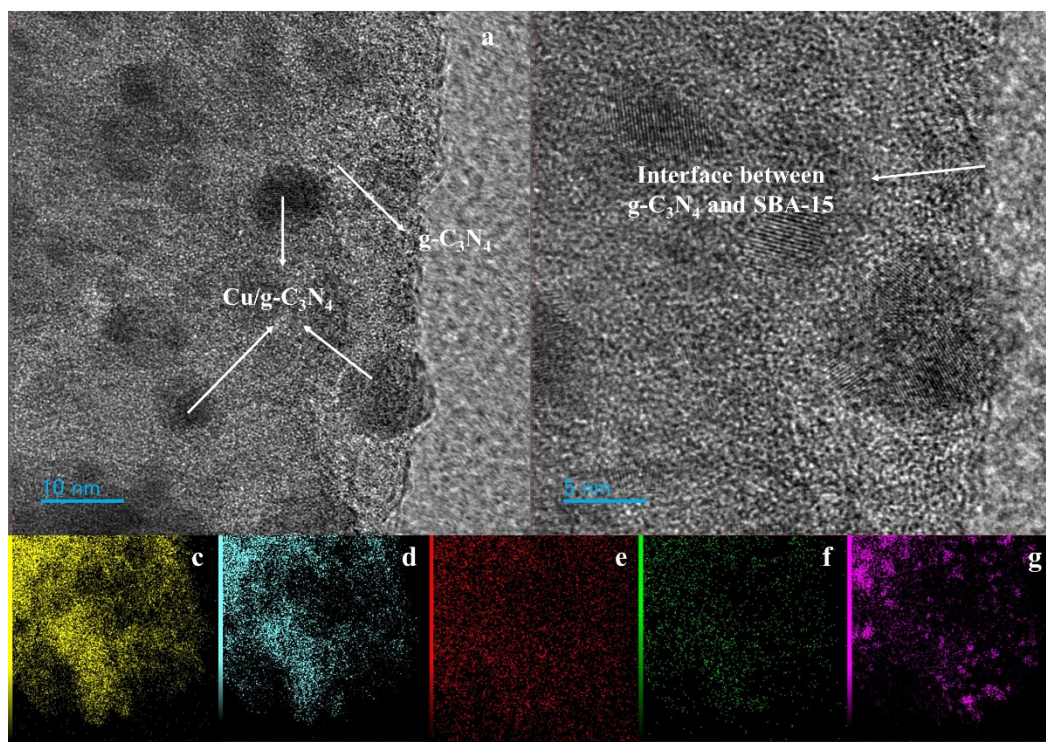 a
g-C₃N₄
Cu/g-C₃N₄
10 nm
Interface between
g-C₃N₄ and SBA-15
5 nm
c
d
e
f
g